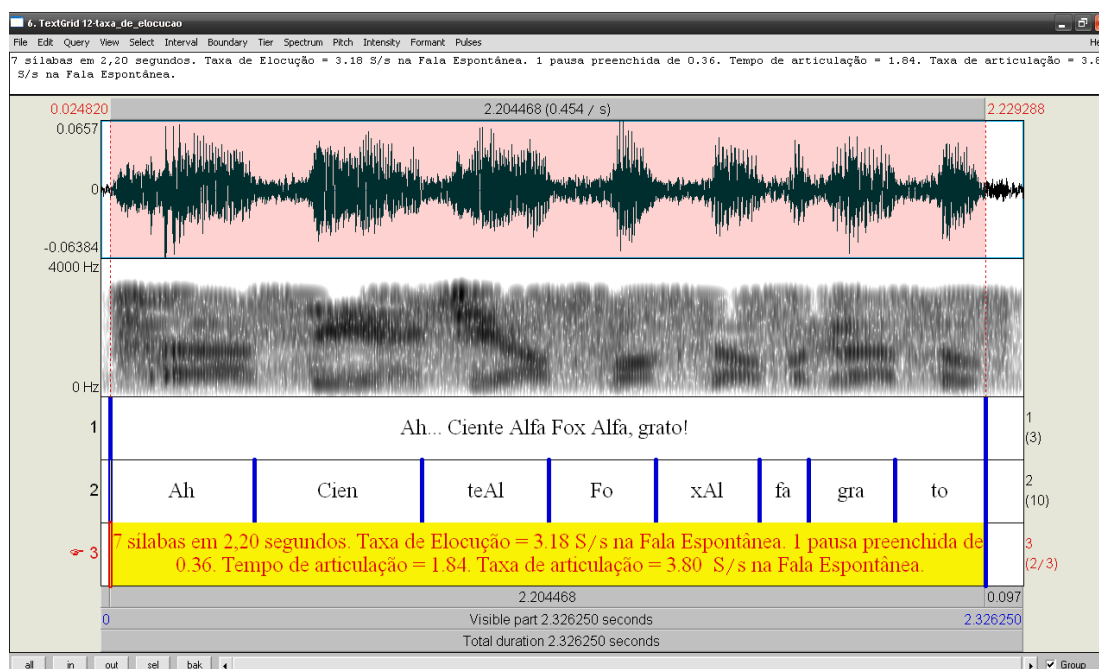 6. TextGrid 12-taxa_de_elocucao
File Edit Query View Select Interval Boundary Tier Spectrum Pitch Intensity Formant Pulses
7 sílabas em 2,20 segundos. Taxa de Elocução = 3.18 S/s na Fala Espontânea. 1 pausa preenchida de 0.36. Tempo de articulação = 1.84. Taxa de articulação =
S/s na Fala Espontânea.
0.024820 2.204468 (0.454 / s) 2.229288
0.0657
0
-0.06384
4000 Hz
0 Hz
1 Ah... Ciente Alfa Fox Alfa, grato! 1
(3)
2 Ah Cien teAl Fo xAl fa gra to 2
(10)
3 7 sílabas em 2,20 segundos. Taxa de Elocução = 3.18 S/s na Fala Espontânea. 1 pausa preenchida de 3
0.36. Tempo de articulação = 1.84. Taxa de articulação = 3.80 S/s na Fala Espontânea. (2/3)
2.204468 0.097
0 Visible part 2.326250 seconds 2.326250
Total duration 2.326250 seconds
all in out sel bak Group